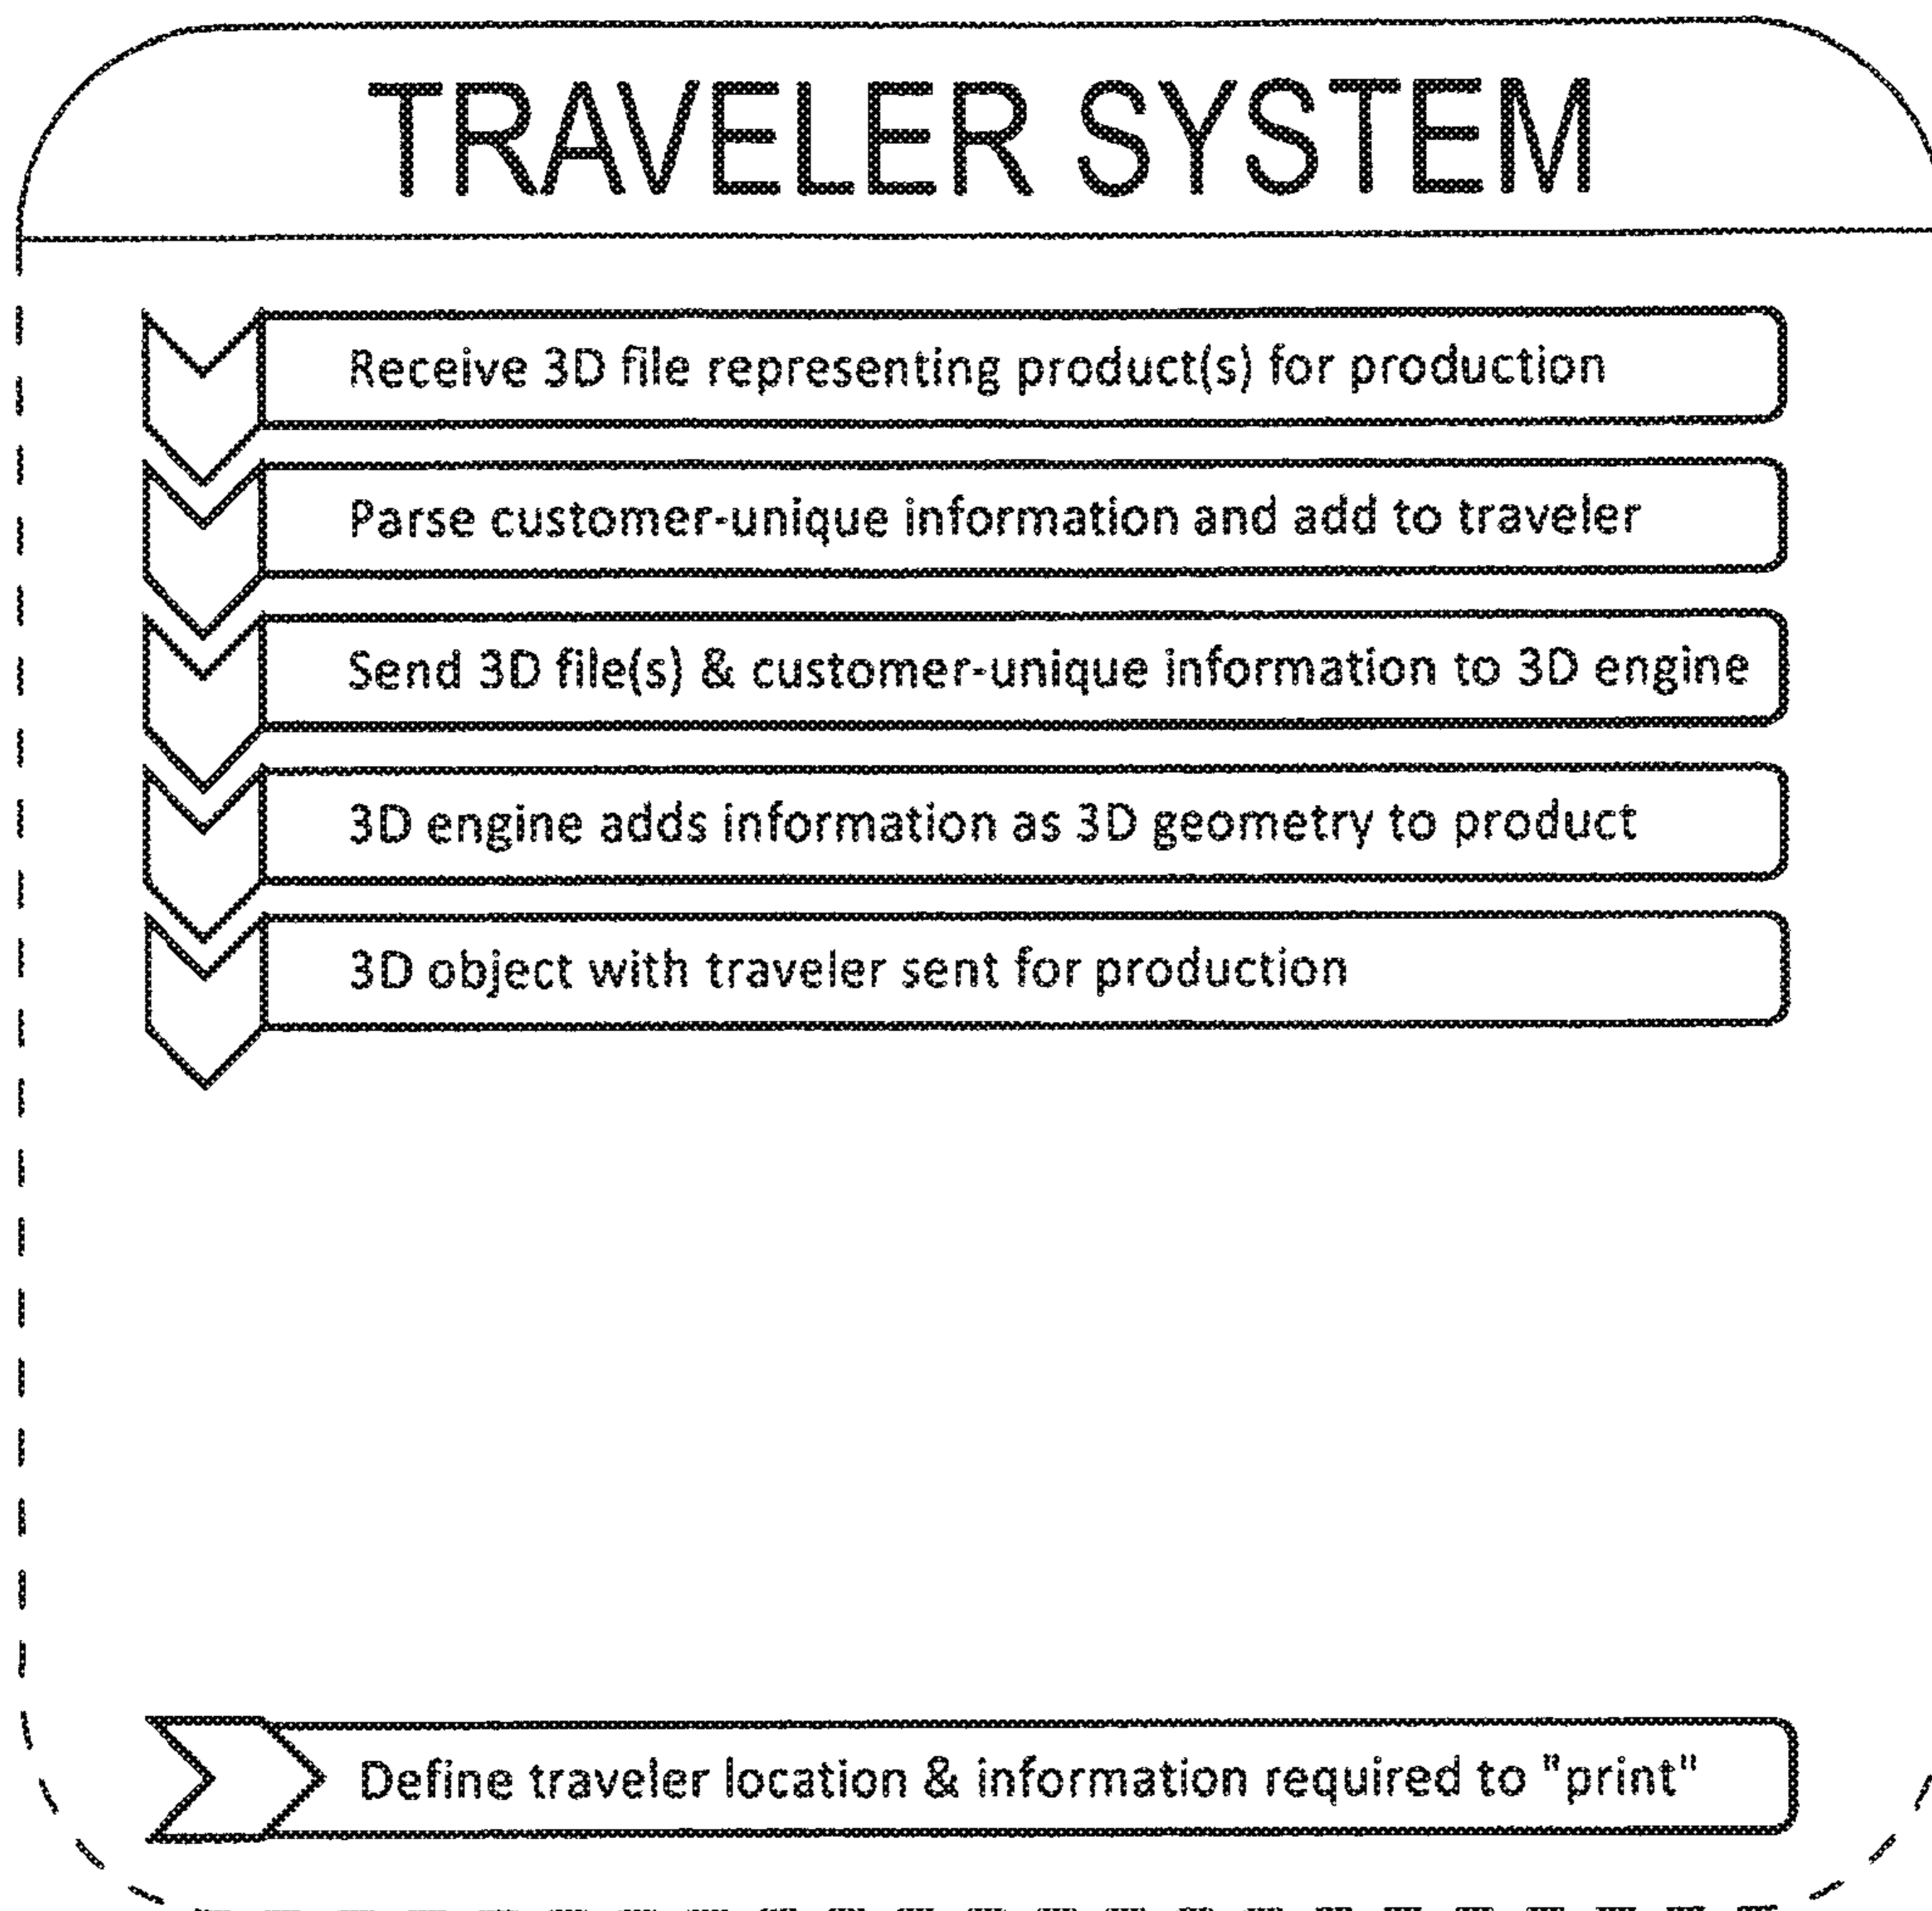 TRAVELER SYSTEM
Receive 3D file representing product(s) for production
Parse customer-unique information and add to traveler
Send 3D file(s) & customer-unique information to 3D engine
3D engine adds information as 3D geometry to product
3D object with traveler sent for production
Define traveler location & information required to "print"